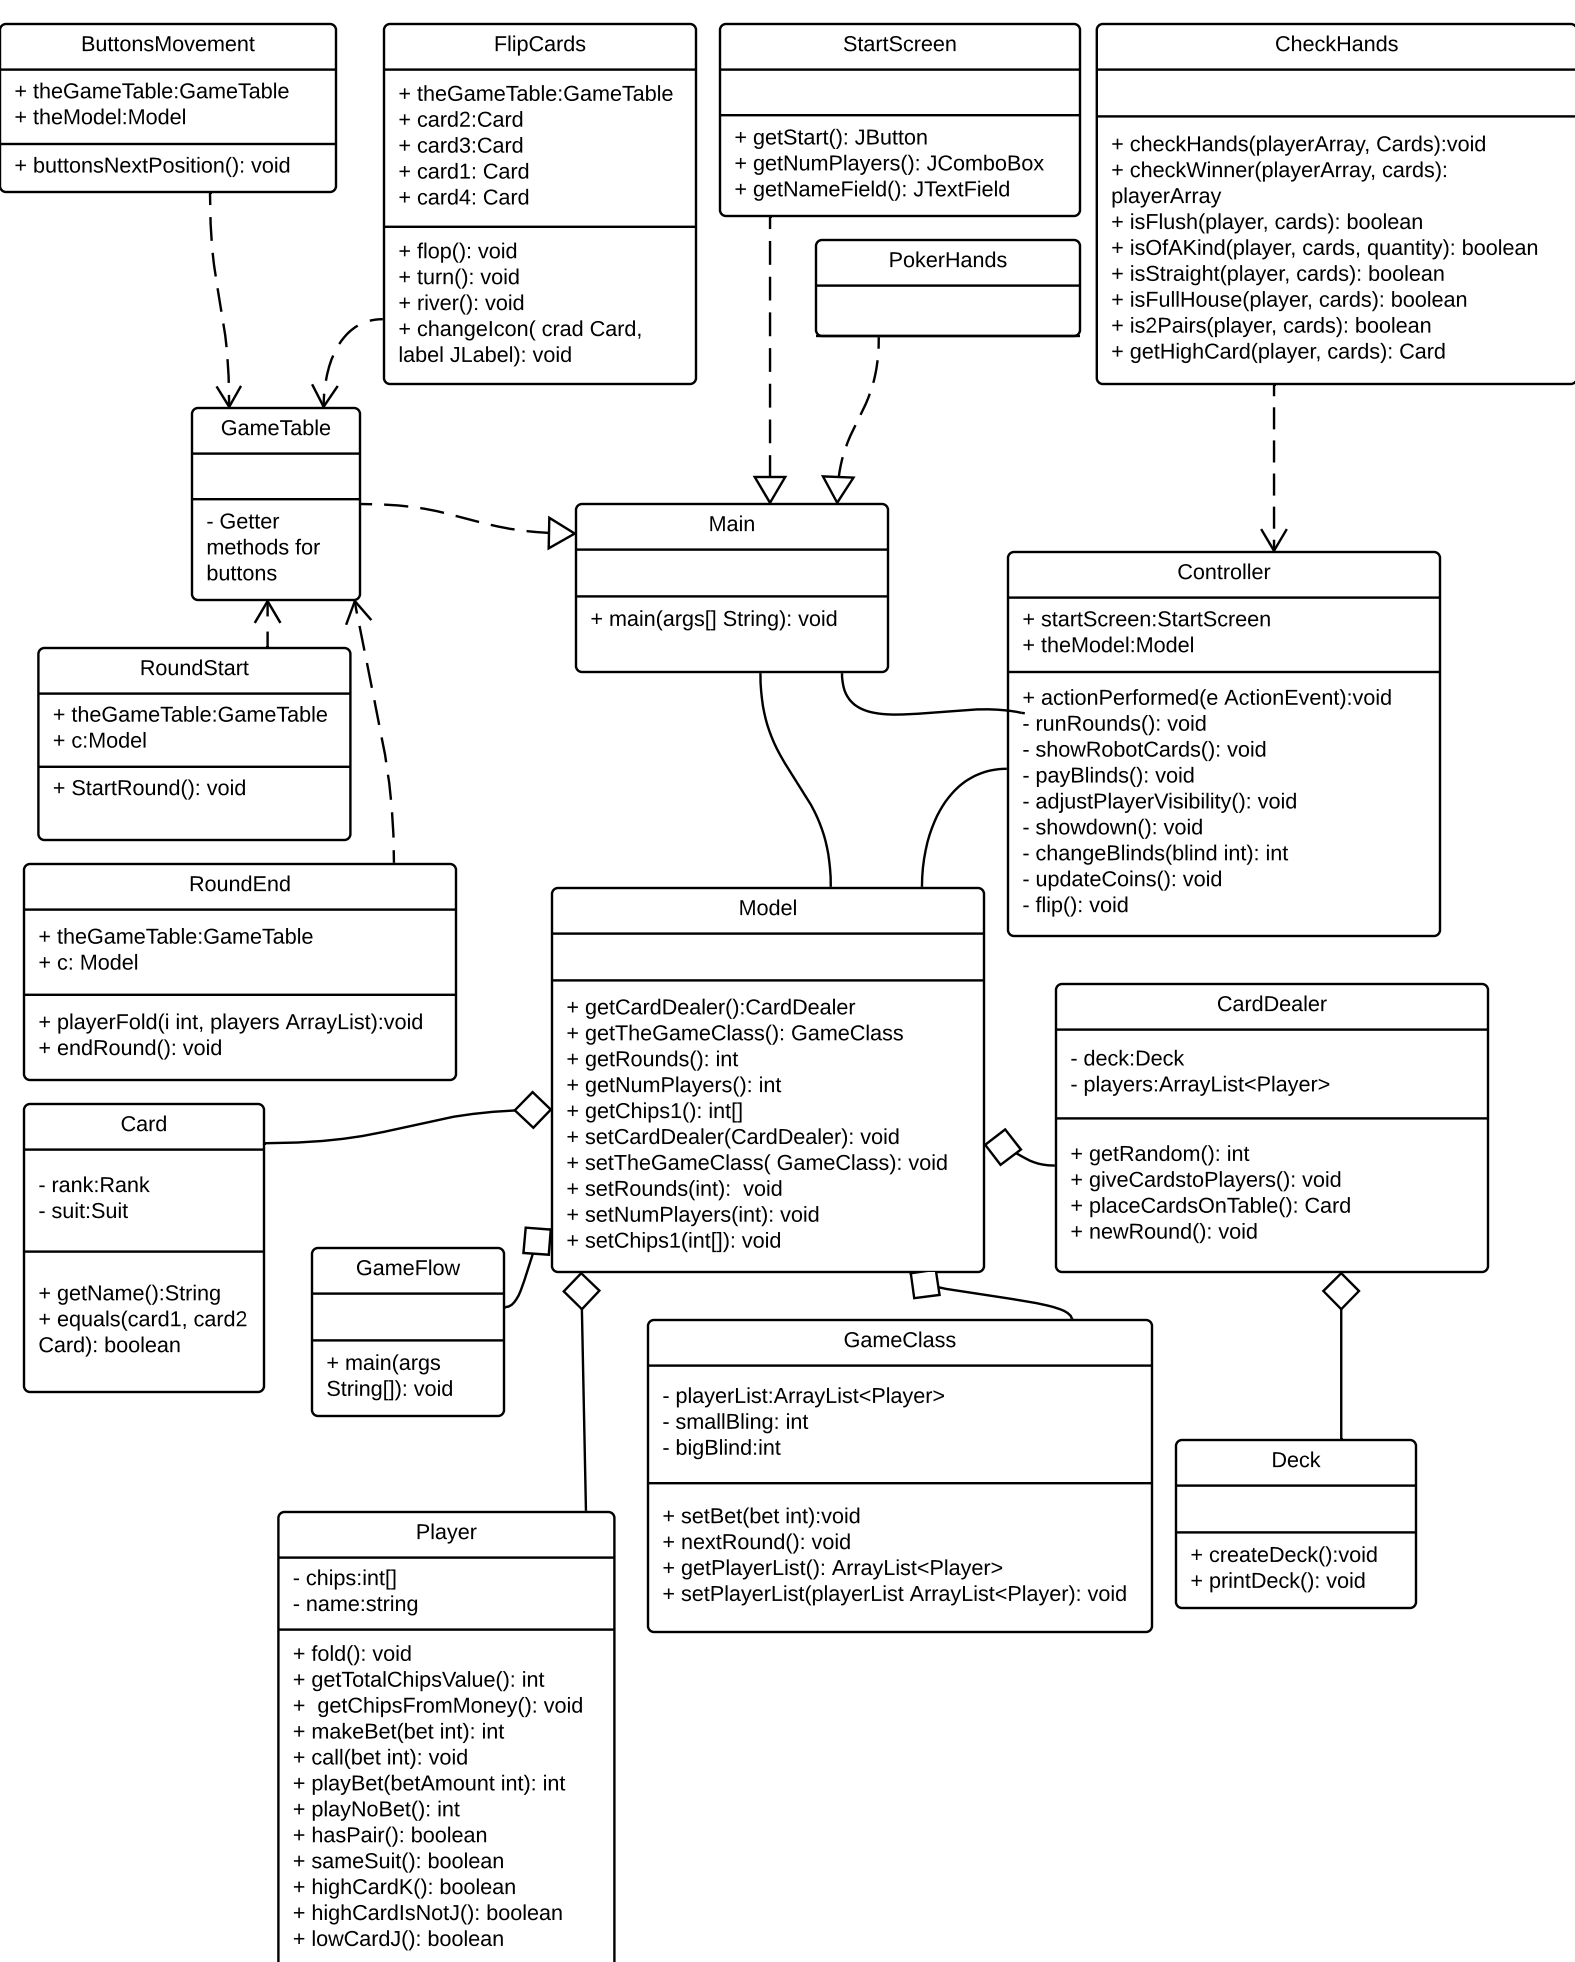 ButtonsMovement
+ theGameTable:GameTable
+ theModel:Model
+ buttonsNextPosition(): void
FlipCards
+ theGameTable:GameTable
+ card2:Card
+ card3:Card
+ card1: Card
+ card4: Card
+ flop(): void
+ turn(): void
+ river(): void
+ changeIcon( crad Card,
label JLabel): void
StartScreen
+ getStart(): JButton
+ getNumPlayers(): JComboBox
+ getNameField(): JTextField
PokerHands
CheckHands
+ checkHands(playerArray, Cards):void
+ checkWinner(playerArray, cards):
playerArray
+ isFlush(player, cards): boolean
+ isOfAKind(player, cards, quantity): boolean
+ isStraight(player, cards): boolean
+ isFullHouse(player, cards): boolean
+ is2Pairs(player, cards): boolean
+ getHighCard(player, cards): Card
GameTable
- Getter
methods for
buttons
Main
+ main(args[] String): void
Controller
+ startScreen:StartScreen
+ theModel:Model
+ actionPerformed(e ActionEvent):void
- runRounds(): void
- showRobotCards(): void
- payBlinds(): void
- adjustPlayerVisibility(): void
- showdown(): void
- changeBlinds(blind int): int
- updateCoins(): void
- flip(): void
RoundStart
+ theGameTable:GameTable
+ c:Model
+ StartRound(): void
RoundEnd
+ theGameTable:GameTable
+ c: Model
+ playerFold(i int, players ArrayList):void
+ endRound(): void
Model
+ getCardDealer():CardDealer
+ getTheGameClass(): GameClass
+ getRounds(): int
+ getNumPlayers(): int
+ getChips1(): int[]
+ setCardDealer(CardDealer): void
+ setTheGameClass( GameClass): void
+ setRounds(int):  void
+ setNumPlayers(int): void
+ setChips1(int[]): void
CardDealer
- deck:Deck
- players:ArrayList<Player>
+ getRandom(): int
+ giveCardstoPlayers(): void
+ placeCardsOnTable(): Card
+ newRound(): void
Card
- rank:Rank
- suit:Suit
+ getName():String
+ equals(card1, card2
Card): boolean
GameFlow
+ main(args
String[]): void
GameClass
- playerList:ArrayList<Player>
- smallBling: int
- bigBlind:int
+ setBet(bet int):void
+ nextRound(): void
+ getPlayerList(): ArrayList<Player>
+ setPlayerList(playerList ArrayList<Player): void
Deck
+ createDeck():void
+ printDeck(): void
Player
- chips:int[]
- name:string
+ fold(): void
+ getTotalChipsValue(): int
+  getChipsFromMoney(): void
+ makeBet(bet int): int
+ call(bet int): void
+ playBet(betAmount int): int
+ playNoBet(): int
+ hasPair(): boolean
+ sameSuit(): boolean
+ highCardK(): boolean
+ highCardIsNotJ(): boolean
+ lowCardJ(): boolean